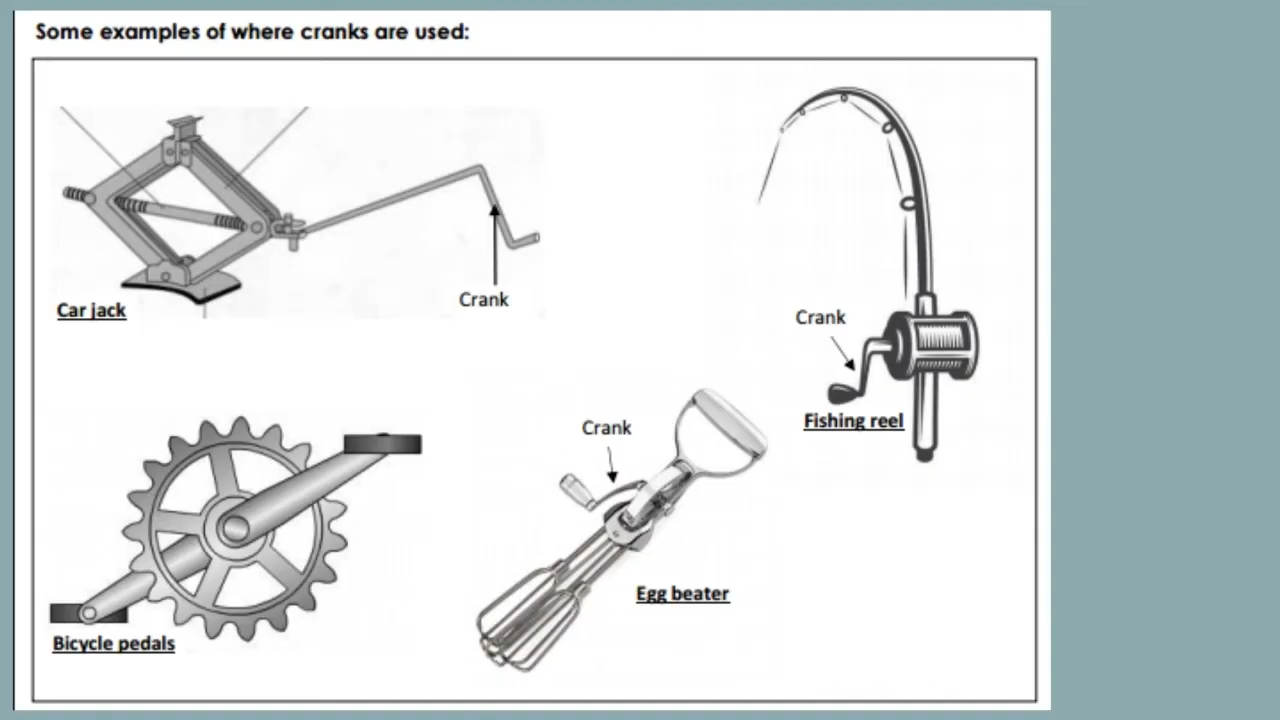 Some examples of where cranks are used:
Crank
Car jack
Crank
Fishing reel
Crank
Egg beater
Bicycle pedals